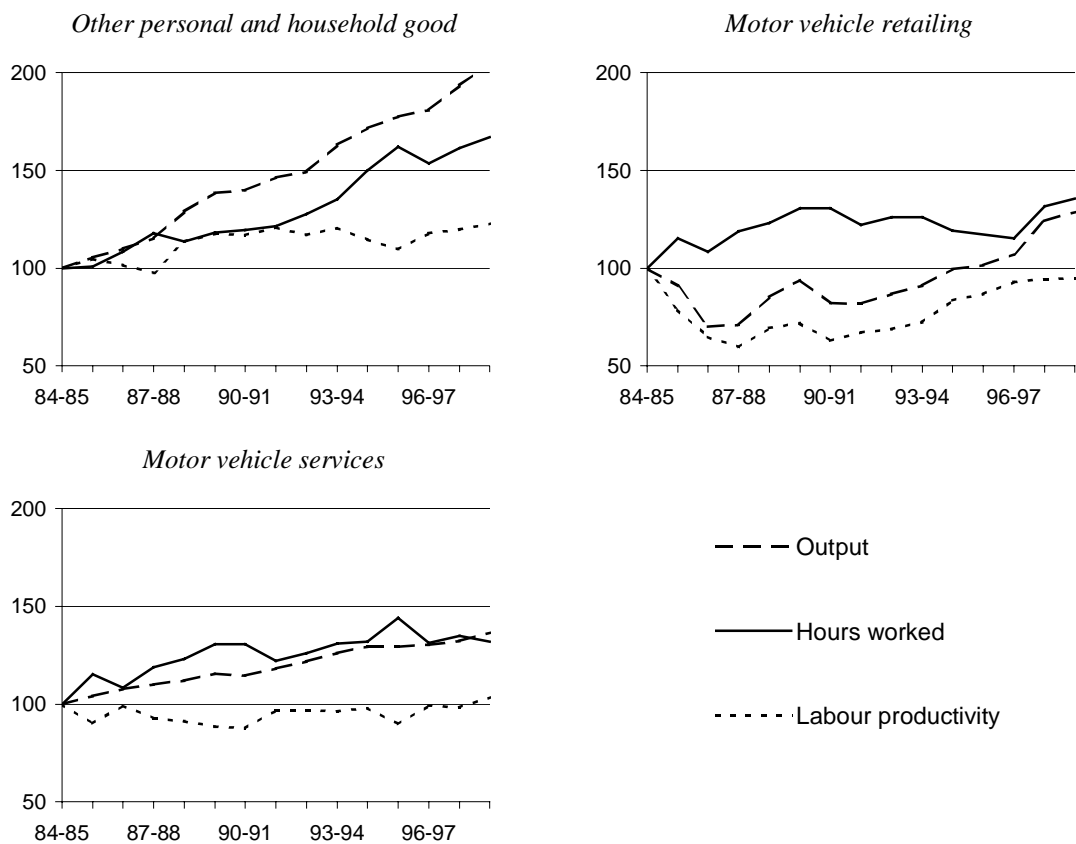 Other personal and household good
200
150
100
50
84-85 87-88 90-91 93-94 96-97
Motor vehicle retailing
200
150
100
50
84-85 87-88 90-91 93-94 96-97
Motor vehicle services
200
150
100
50
84-85 87-88 90-91 93-94 96-97
Output
Hours worked
Labour productivity